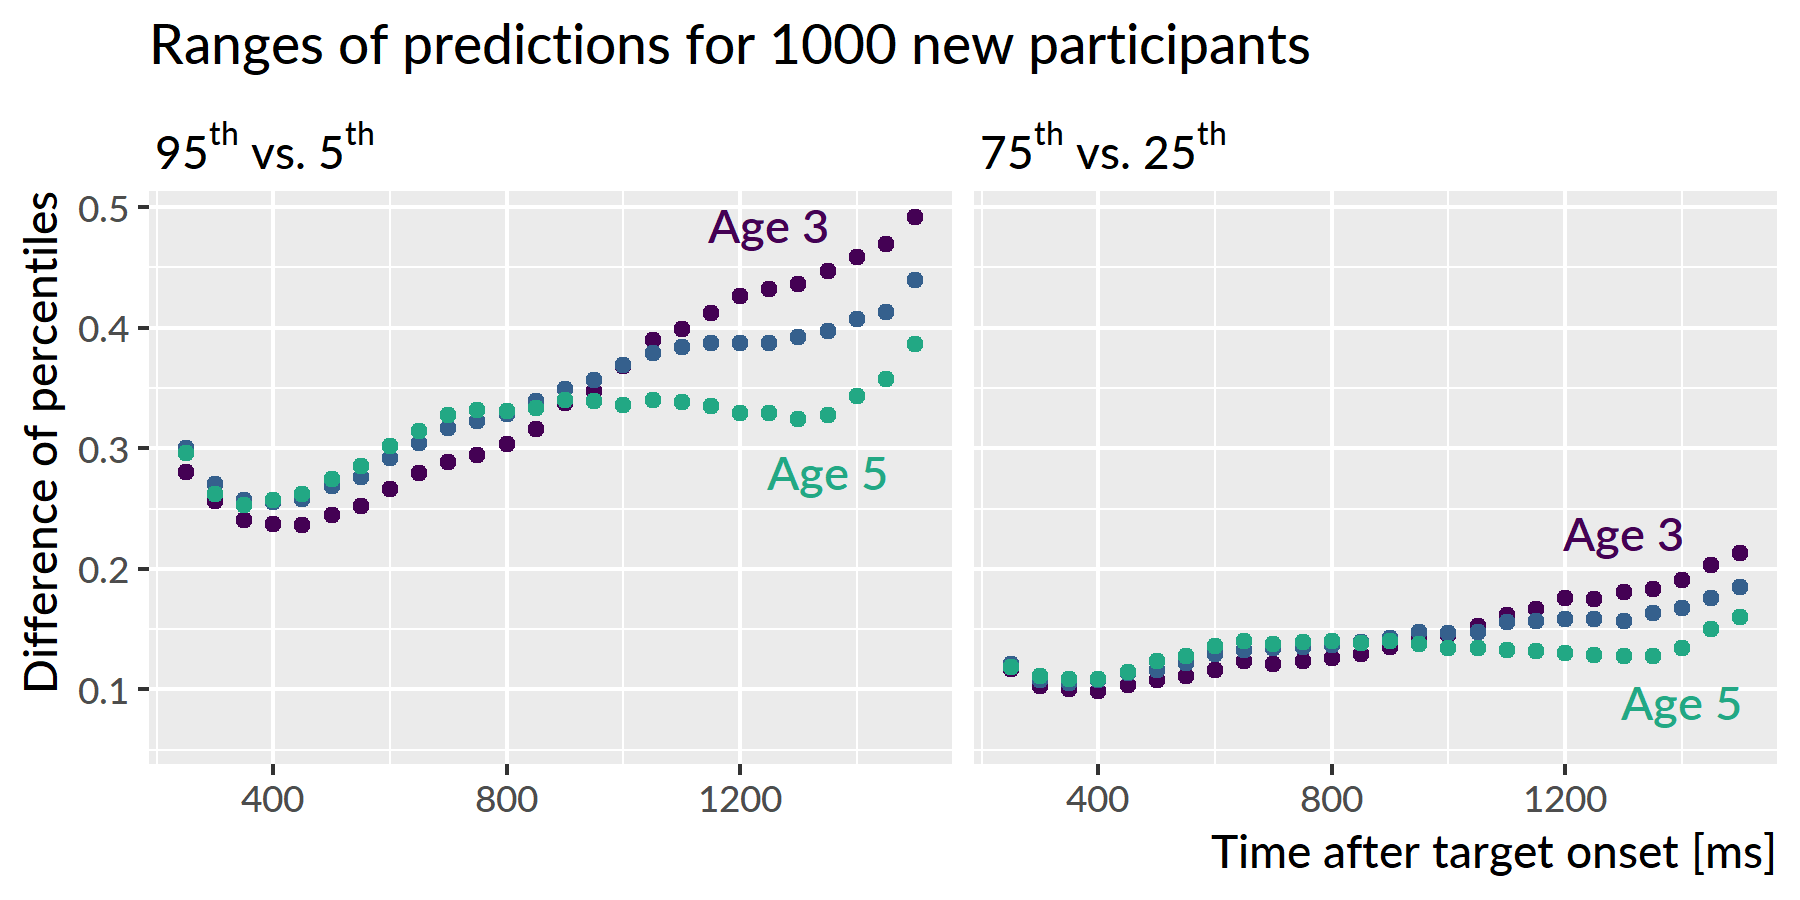 Ranges of predictions for 1000 new participants
95th vs. 5th
75th vs. 25th
Difference of percentiles
0.5
0.4
0.3
0.2
0.1
Age 3
Age 5
Age 3
Age 5
400 800 1200
400 800 1200
Time after target onset [ms]